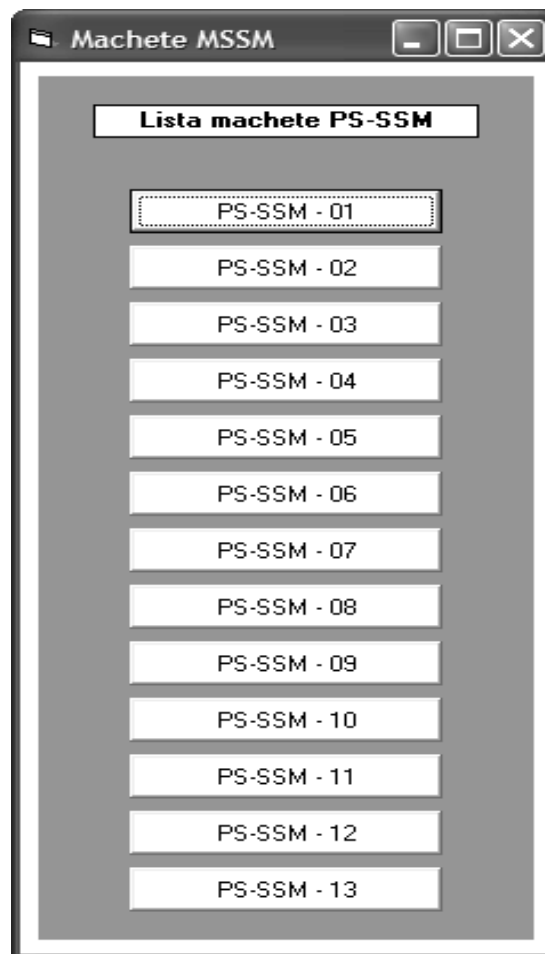 Machete MSSM
Lista machete PS-SSM
PS-SSM - 01
PS-SSM - 02
PS-SSM - 03
PS-SSM - 04
PS-SSM - 05
PS-SSM - 06
PS-SSM - 07
PS-SSM - 08
PS-SSM - 09
PS-SSM - 10
PS-SSM - 11
PS-SSM - 12
PS-SSM - 13